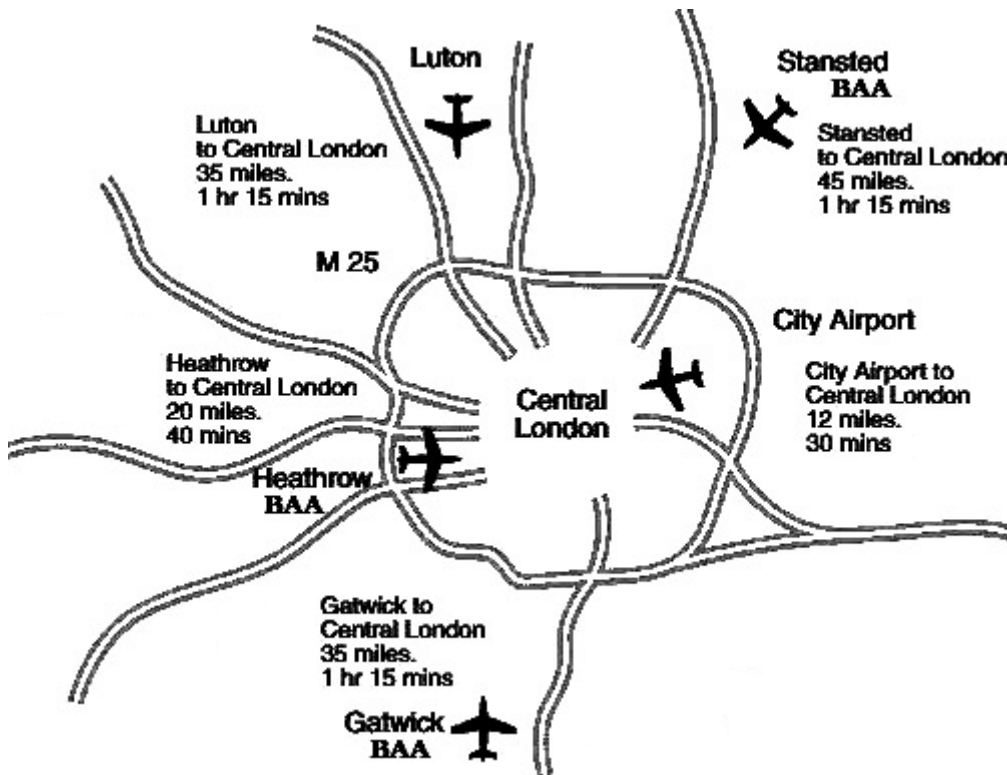 Luton
Stansted
BAA
Luton
to Central London
35 miles.
1 hr 15 mins
Stansted
to Central London
45 miles.
1 hr 15 mins
M 25
City Airport
Heathrow
to Central London
20 miles.
40 mins
City Airport to
Central London
12 miles.
30 mins
Central
London
Heathrow
BAA
Gatwick to
Central London
35 miles.
1 hr 15 mins
Gatwick
BAA